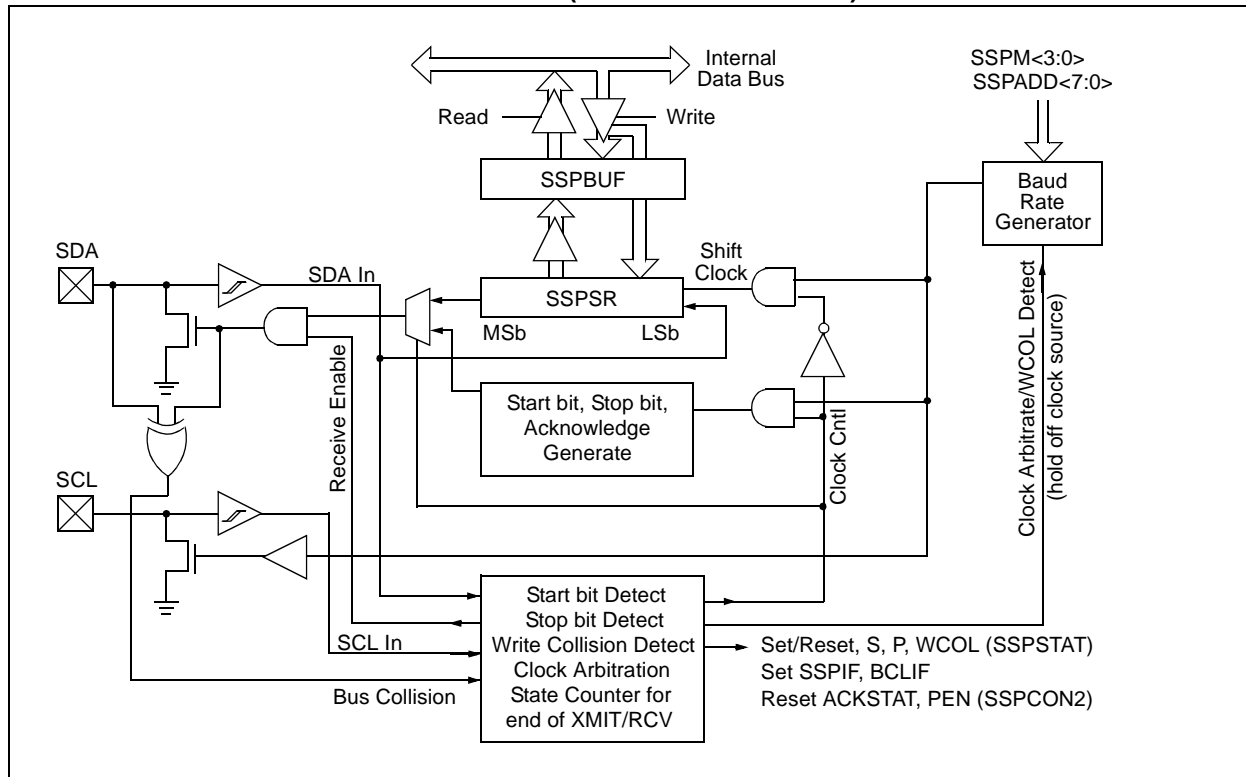 Internal
Data Bus
Read
Write
SSPM<3:0>
SSPADD<7:0>
SSPBUF
Baud
Rate
Generator
SDA
SDA In
Shift
Clock
SSPSR
MSb
LSb
Receive Enable
Start bit, Stop bit,
Acknowledge
Generate
Clock Cntl
Clock Arbitrate/WCOL Detect
(hold off clock source)
SCL
SCL In
Bus Collision
Start bit Detect
Stop bit Detect
Write Collision Detect
Clock Arbitration
State Counter for
end of XMIT/RCV
Set/Reset, S, P, WCOL (SSPSTAT)
Set SSPIF, BCLIF
Reset ACKSTAT, PEN (SSPCON2)